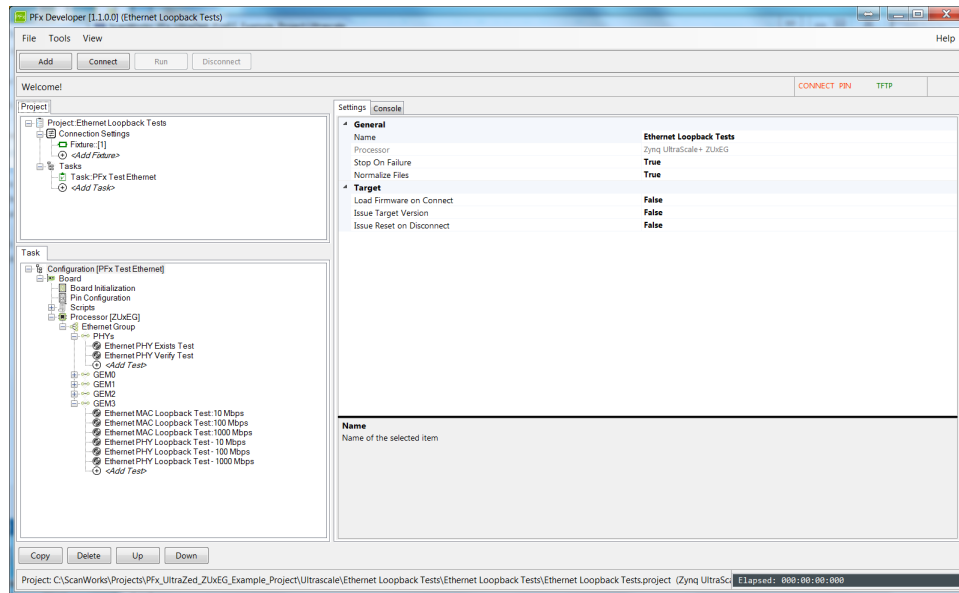 PFx Developer [1.1.0.0] (Ethernet Loopback Tests)
File Tools View Help
Add Connect Run Disconnect
Welcome! CONNECT PIN TFTP
Project
Project:Ethernet Loopback Tests
Connection Settings
Fixture::[1]
<Add Fixture>
Tasks
Task::PFx Test Ethernet
<Add Task>
Settings Console
General
Name Ethernet Loopback Tests
Processor Zynq UltraScale+ ZUxEG
Stop On Failure True
Normalize Files True
Target
Load Firmware on Connect False
Issue Target Version False
Issue Reset on Disconnect False
Name
Name of the selected item
Task
Configuration [PFx Test Ethernet]
Board
Board Initialization
Pin Configuration
Scripts
Processor [ZUxEG]
Ethernet Group
PHYs
Ethernet PHY Exists Test
Ethernet PHY Verify Test
<Add Test>
GEM0
GEM1
GEM2
GEM3
Ethernet MAC Loopback Test:10 Mbps
Ethernet MAC Loopback Test:100 Mbps
Ethernet MAC Loopback Test:1000 Mbps
Ethernet PHY Loopback Test - 10 Mbps
Ethernet PHY Loopback Test - 100 Mbps
Ethernet PHY Loopback Test - 1000 Mbps
<Add Test>
Copy Delete Up Down
Project: C:\ScanWorks\Projects\PFx_UltraZed_ZUxEG_Example_Project\Ultrascale\Ethernet Loopback Tests\Ethernet Loopback Tests\Ethernet Loopback Tests.project (Zynq UltraSc Elapsed: 000:00:00:000